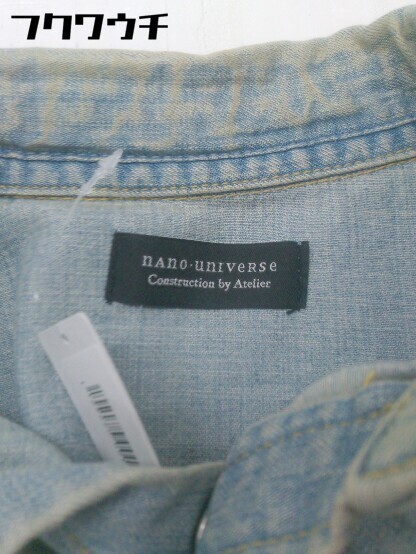 フクワウチ
nano·universe
Construction by Atelier